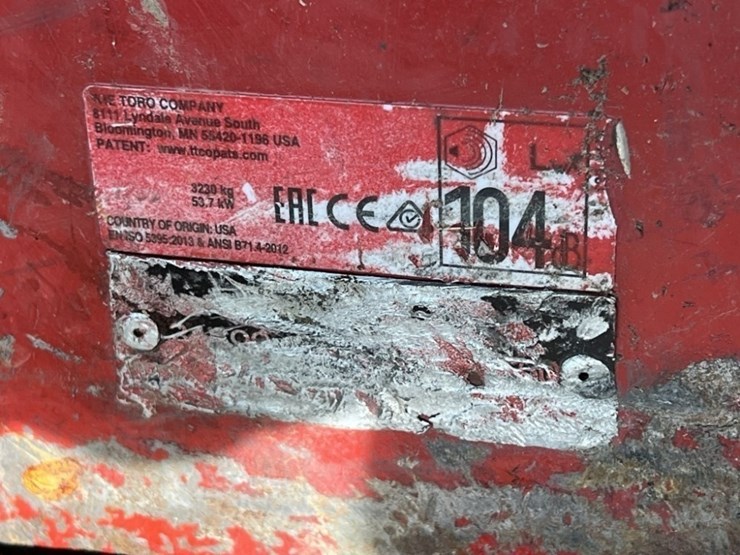 THE TORO COMPANY
8111 Lyndale Avenue South
Bloomington, MN 55420-1196 USA
PATENT: www.ttcopats.com
3230 kg
53.7 kW
EAC CE
COUNTRY OF ORIGIN: USA
EN ISO 5395:2013 & ANSI B71.4-2012
104
dB